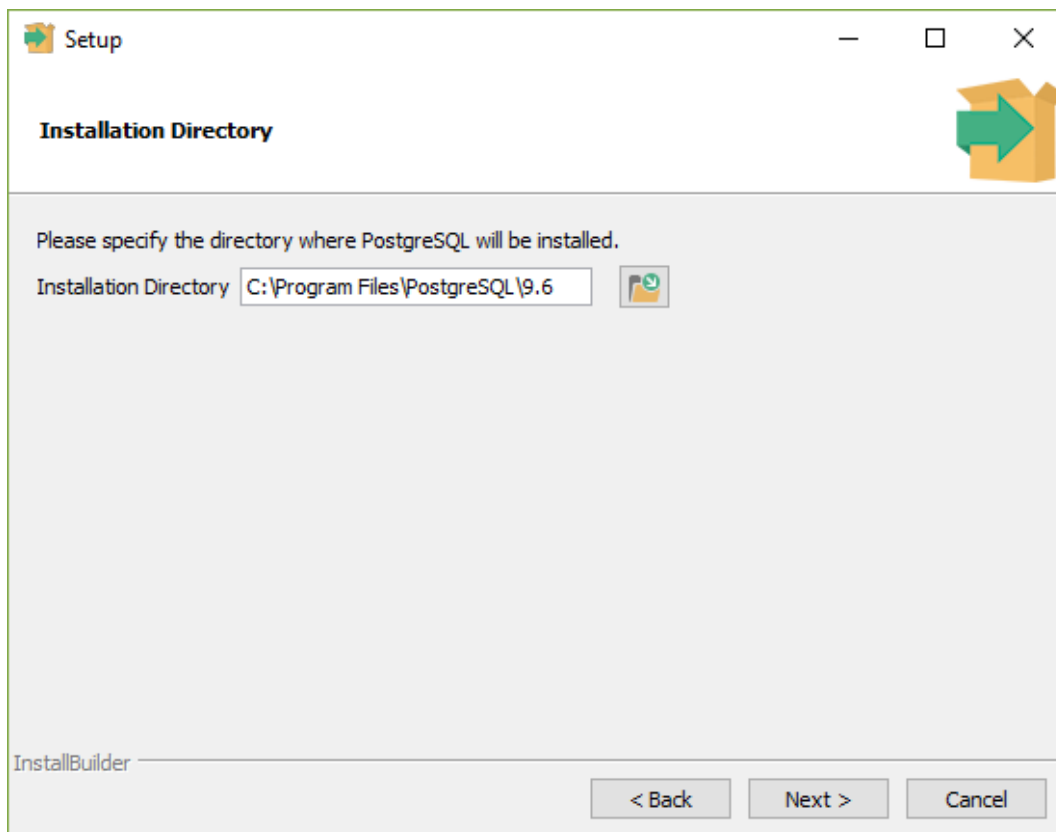 Setup
Installation Directory
Please specify the directory where PostgreSQL will be installed.
Installation Directory C:\Program Files\PostgreSQL\9.6
InstallBuilder
< Back Next > Cancel